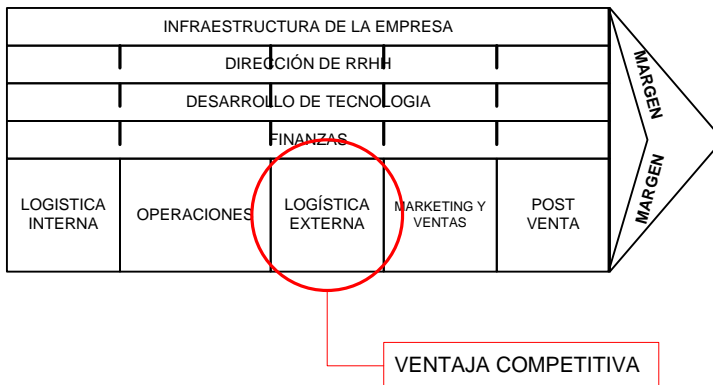 INFRAESTRUCTURA DE LA EMPRESA
DIRECCIÓN DE RRHH
DESARROLLO DE TECNOLOGIA
FINANZAS
LOGISTICA
INTERNA
OPERACIONES
LOGÍSTICA
EXTERNA
MARKETING Y
VENTAS
POST
VENTA
MARGEN
MARGEN
VENTAJA COMPETITIVA